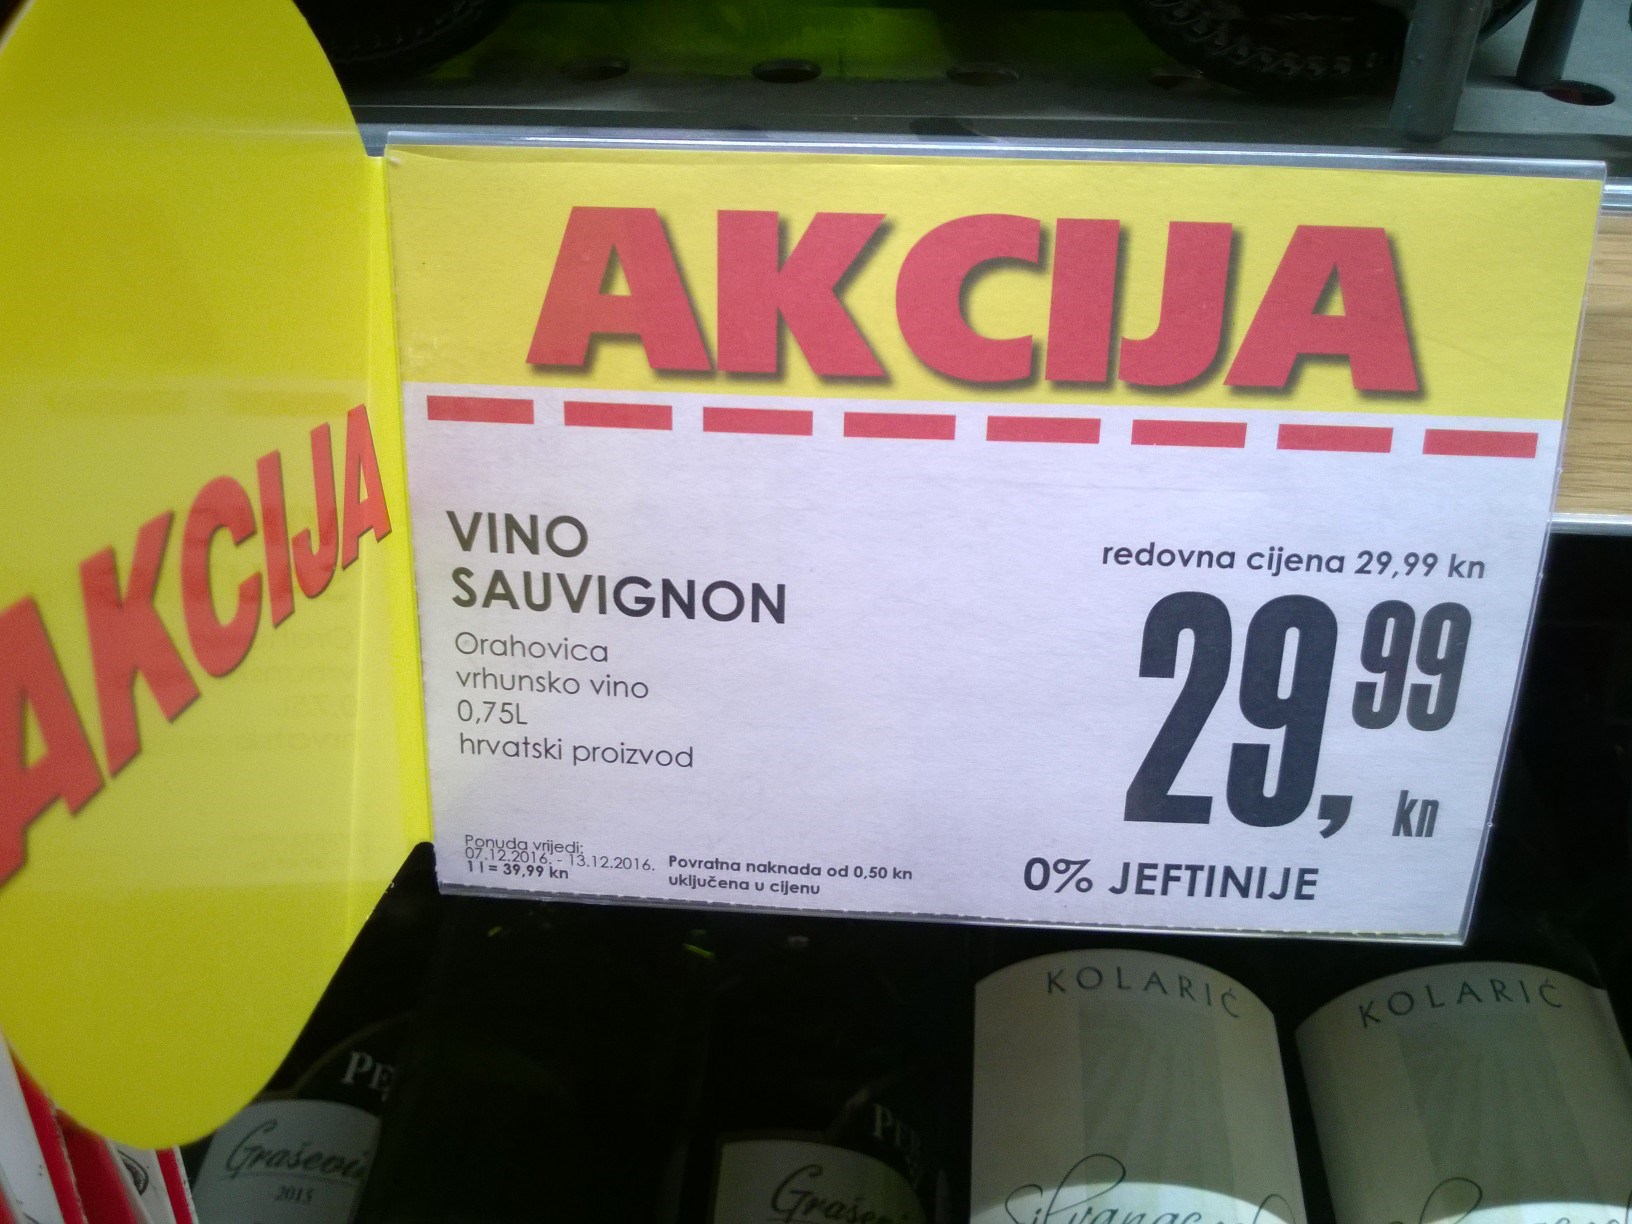 AKCIJA
AKCIJA
VINO
SAUVIGNON
Orahovica
vrhunsko vino
0,75L
hrvatski proizvod
redovna cijena 29,99 kn
29,99 kn
0% JEFTINIJE
Ponuda vrijedi:
07.12.2016. - 13.12.2016.
1 l = 39,99 kn
Povratna naknada od 0,50 kn
uključena u cijenu
KOLARIĆ
KOLARIĆ
2015